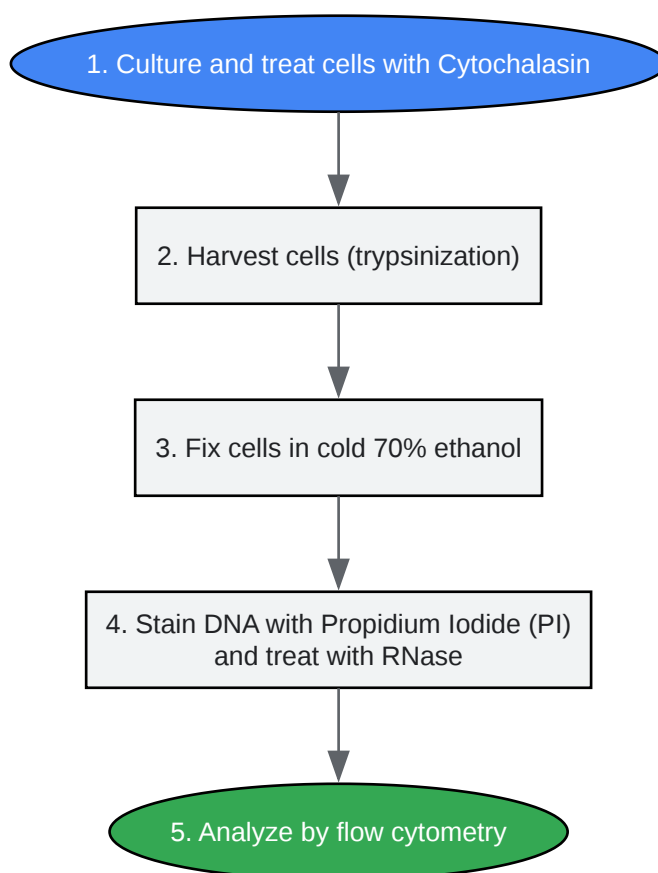 1. Culture and treat cells with Cytochalasin
2. Harvest cells (trypsinization)
3. Fix cells in cold 70% ethanol
4. Stain DNA with Propidium Iodide (PI)
and treat with RNase
5. Analyze by flow cytometry